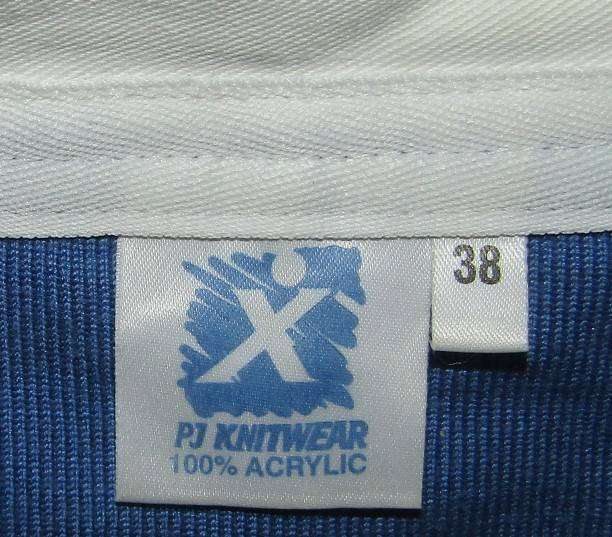 38
X
PJ KNITWEAR
100% ACRYLIC